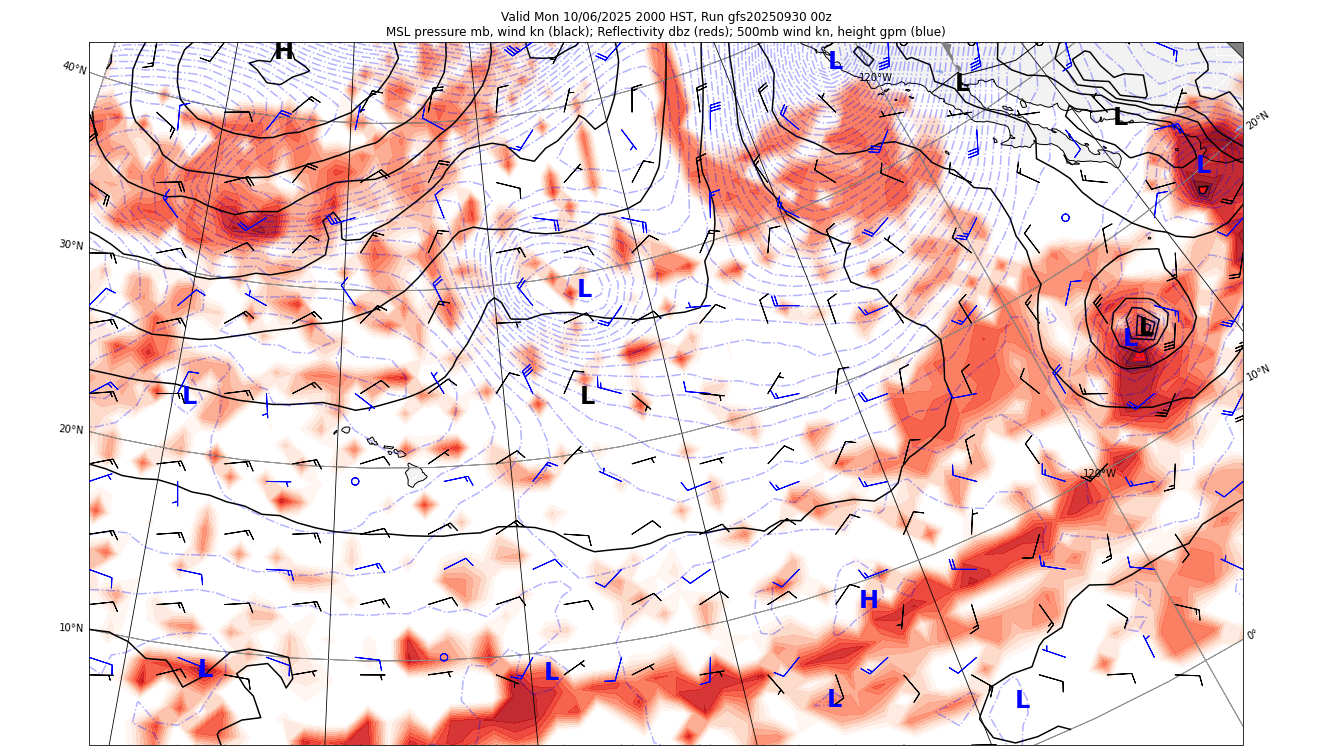 Valid Mon 10/06/2025 2000 HST, Run gfs20250930 00z
MSL pressure mb, wind kn (black); Reflectivity dbz (reds); 500mb wind kn, height gpm (blue)
H
L
40°N
120°W
L
L
20°N
L
30°N
L
L
L
10°N
L
L
20°N
120°W
H
10°N
0°
L
L
L
L